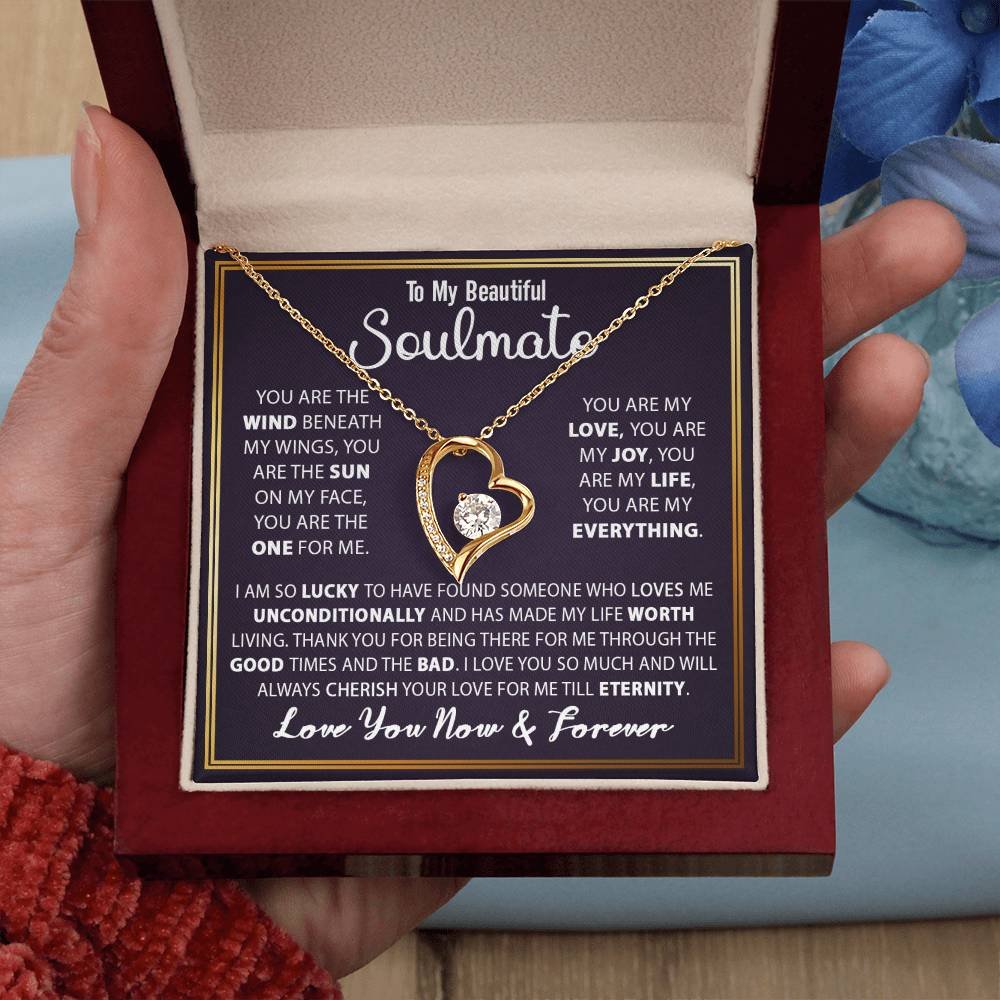 To My Beautiful
Soulmate
YOU ARE THE
WIND BENEATH
MY WINGS, YOU
ARE THE SUN
ON MY FACE,
YOU ARE THE
ONE FOR ME.
YOU ARE MY
LOVE, YOU ARE
MY JOY, YOU
ARE MY LIFE,
YOU ARE MY
EVERYTHING.
I AM SO LUCKY TO HAVE FOUND SOMEONE WHO LOVES ME
UNCONDITIONALLY AND HAS MADE MY LIFE WORTH
LIVING. THANK YOU FOR BEING THERE FOR ME THROUGH THE
GOOD TIMES AND THE BAD. I LOVE YOU SO MUCH AND WILL
ALWAYS CHERISH YOUR LOVE FOR ME TILL ETERNITY.
Love You Now & Forever